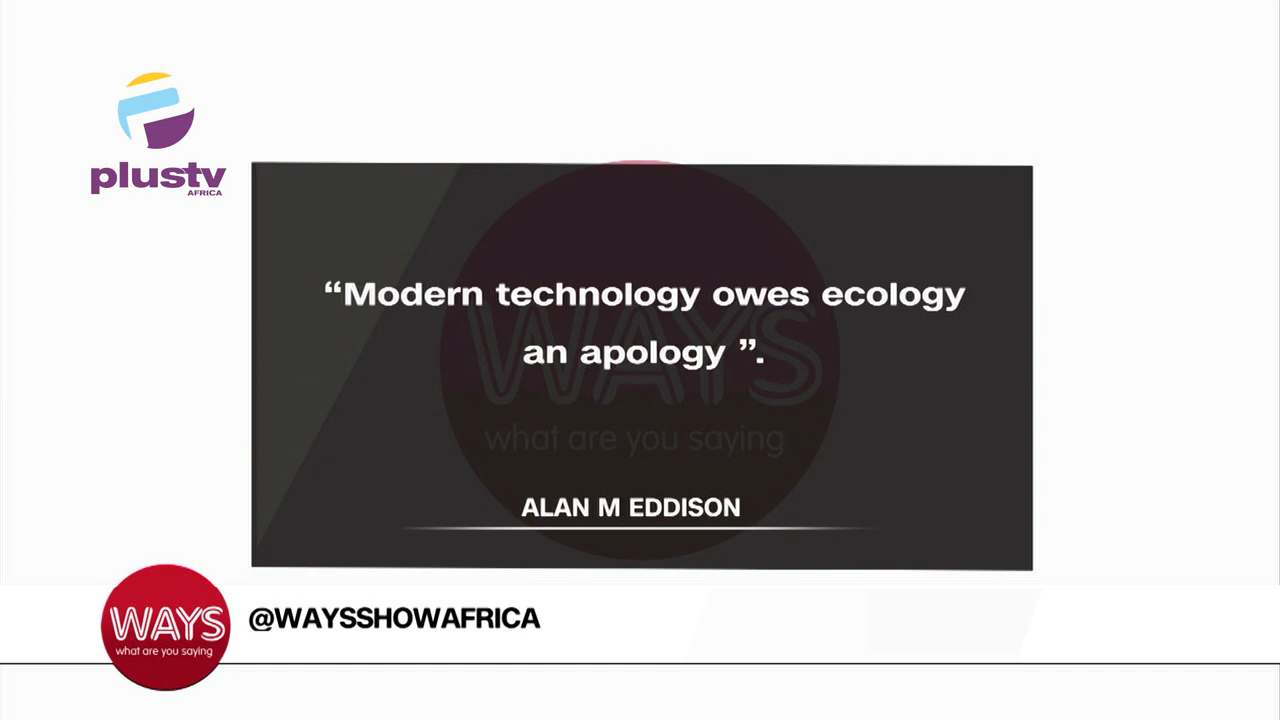 plustv
AFRICA
“Modern technology owes ecology
an apology ”.
WAYS
what are you saying
ALAN M EDDISON
WAYS
what are you saying
@WAYSSHOWAFRICA